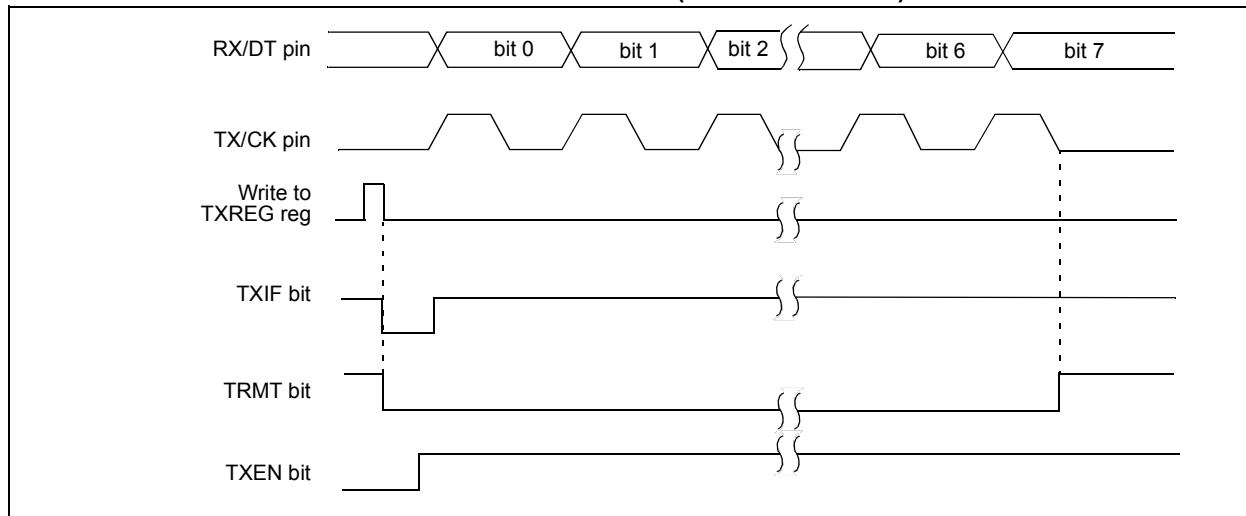 RX/DT pin
bit 0
bit 1
bit 2
bit 6
bit 7
TX/CK pin
Write to
TXREG reg
TXIF bit
TRMT bit
TXEN bit